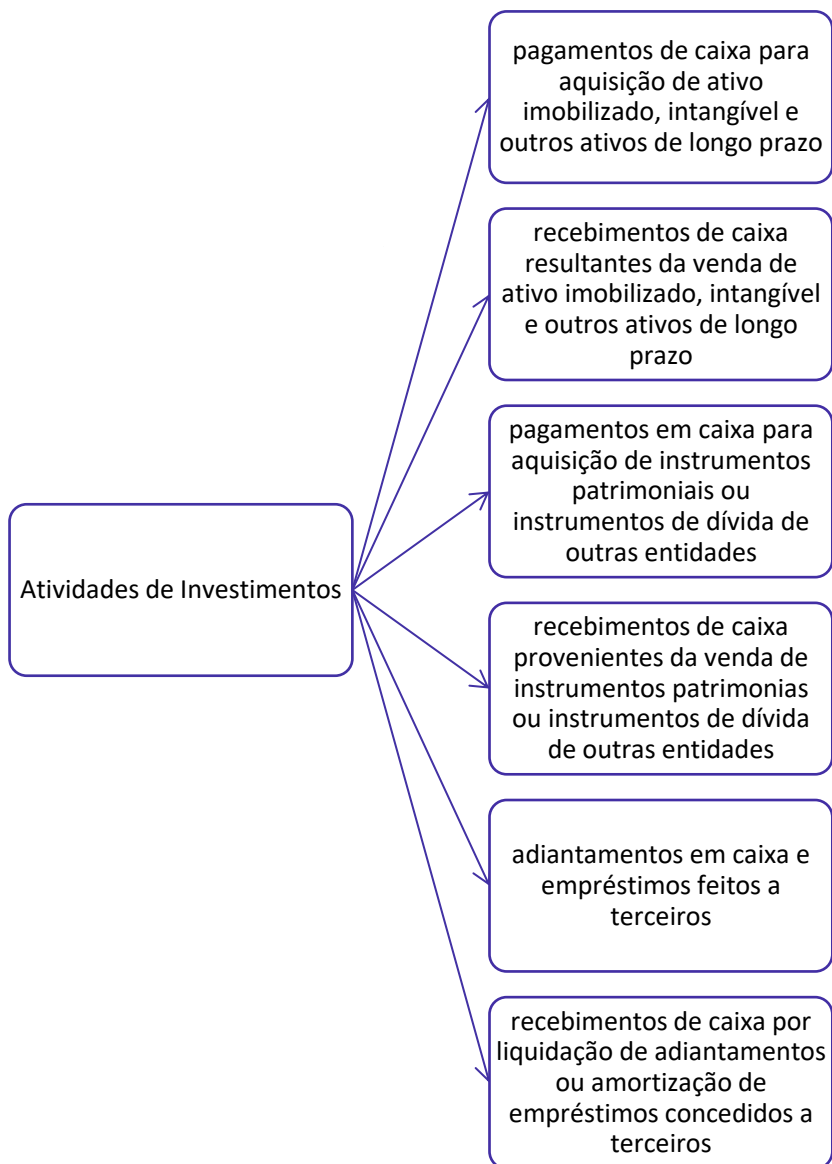 pagamentos de caixa para
aquisição de ativo
imobilizado, intangível e
outros ativos de longo prazo
recebimentos de caixa
resultantes da venda de
ativo imobilizado, intangível
e outros ativos de longo
prazo
pagamentos em caixa para
aquisição de instrumentos
patrimoniais ou
instrumentos de dívida de
outras entidades
Atividades de Investimentos
recebimentos de caixa
provenientes da venda de
instrumentos patrimonias
ou instrumentos de dívida
de outras entidades
adiantamentos em caixa e
empréstimos feitos a
terceiros
recebimentos de caixa por
liquidação de adiantamentos
ou amortização de
empréstimos concedidos a
terceiros